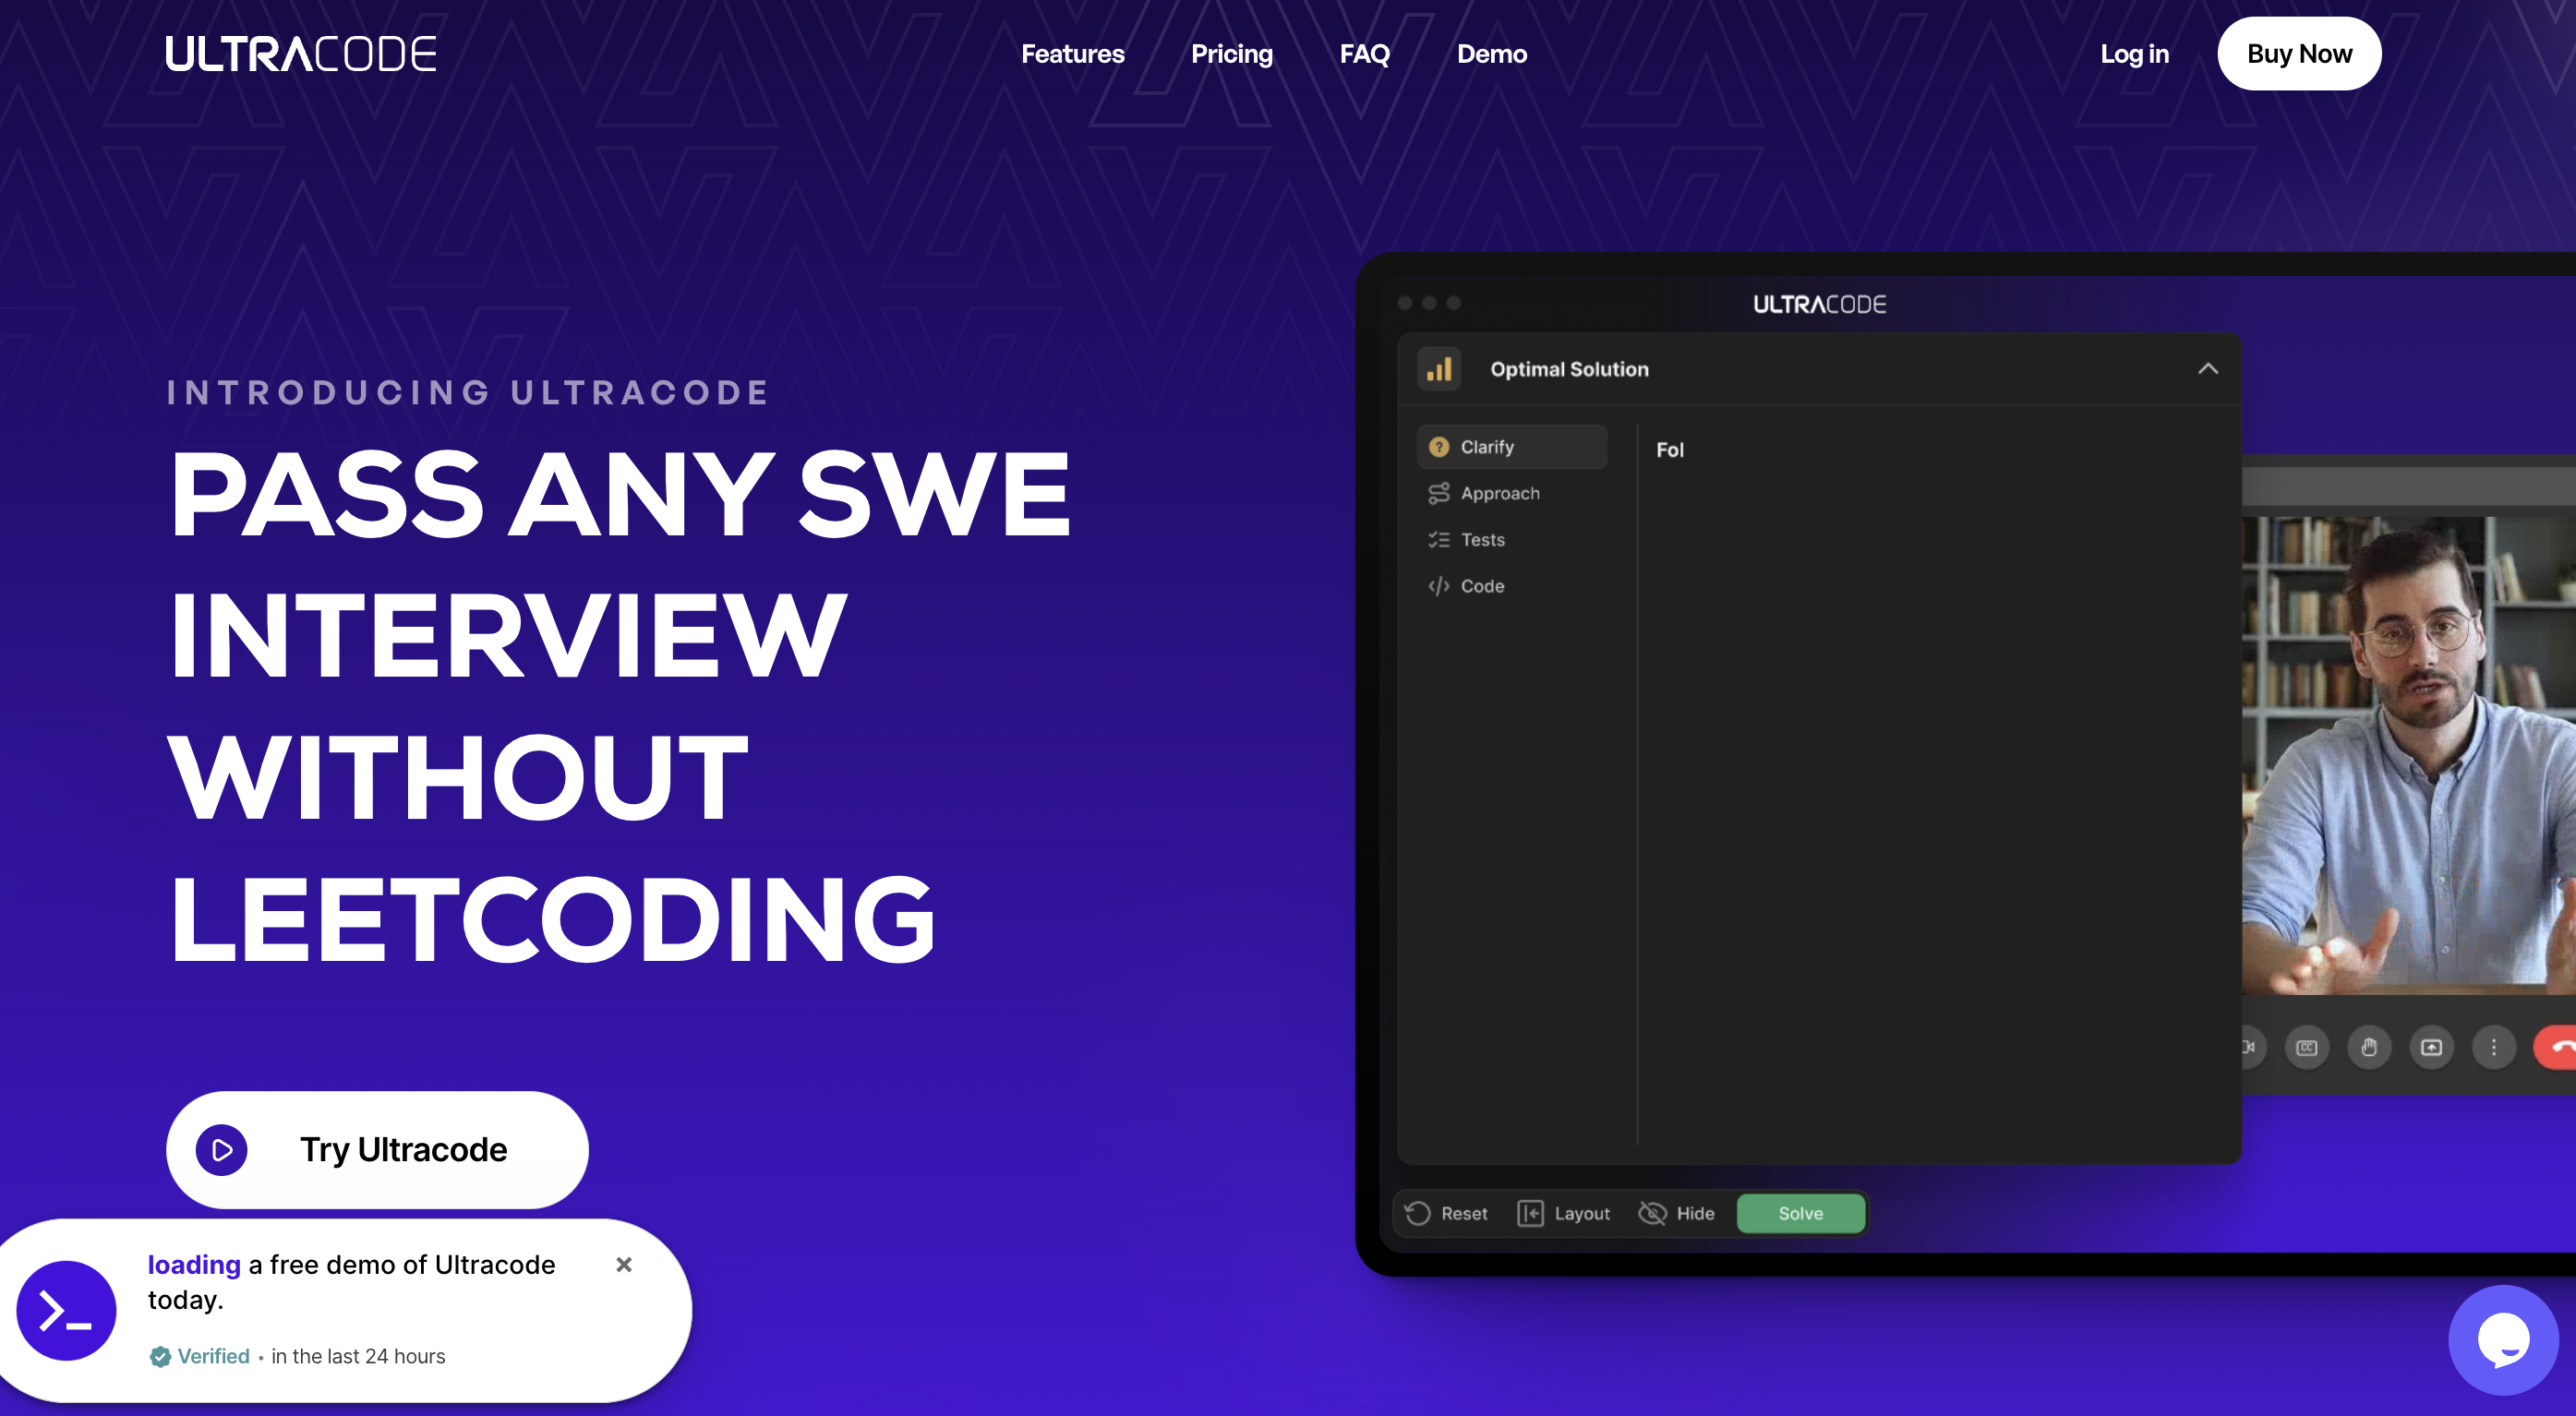 ULTRACODE
Features
Pricing
FAQ
Demo
Log in
Buy Now
INTRODUCING ULTRACODE
PASS ANY SWE
INTERVIEW
WITHOUT
LEETCODING
Try Ultracode
loading a free demo of Ultracode
today.
Verified • in the last 24 hours
ULTRACODE
Optimal Solution
Clarify
Approach
Tests
Code
Fol
CC
Reset
Layout
Hide
Solve